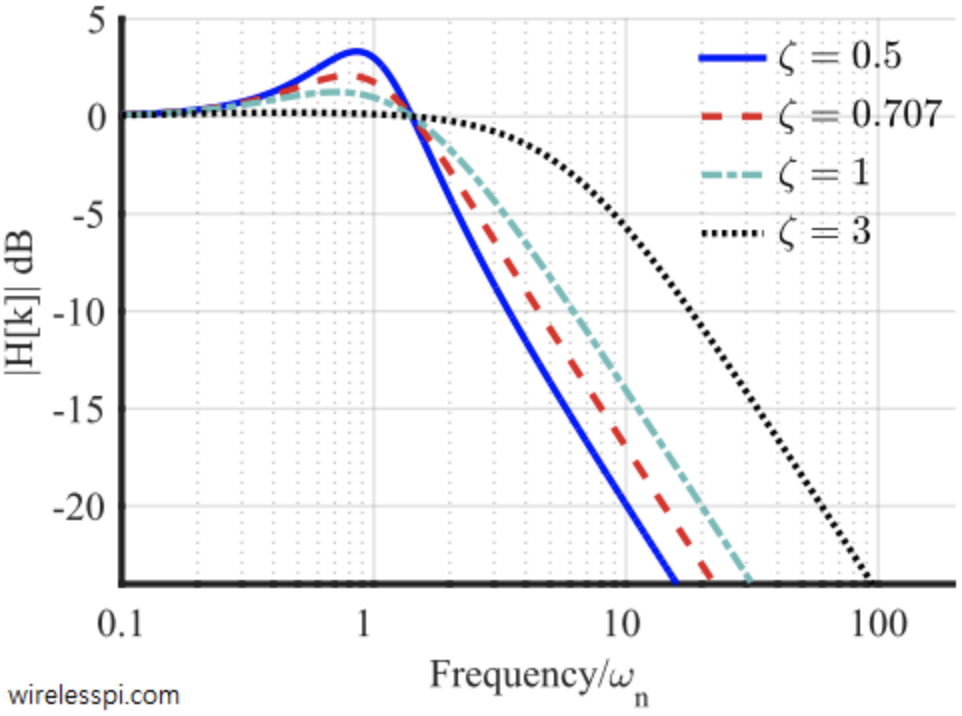 5
0
-5
-10
-15
-20
|H[k]| dB
ζ = 0.5
ζ = 0.707
ζ = 1
ζ = 3
0.1 1 10 100
Frequency/ωn
wirelesspi.com